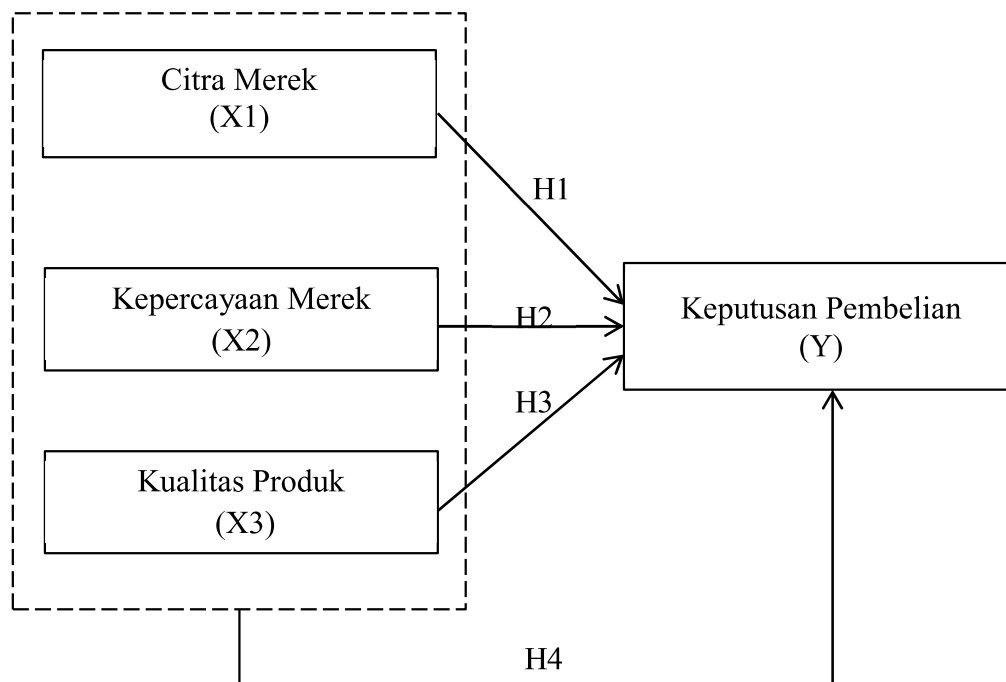 Citra Merek
(X1)
H1
Kepercayaan Merek
(X2)
H2
Keputusan Pembelian
(Y)
H3
Kualitas Produk
(X3)
H4